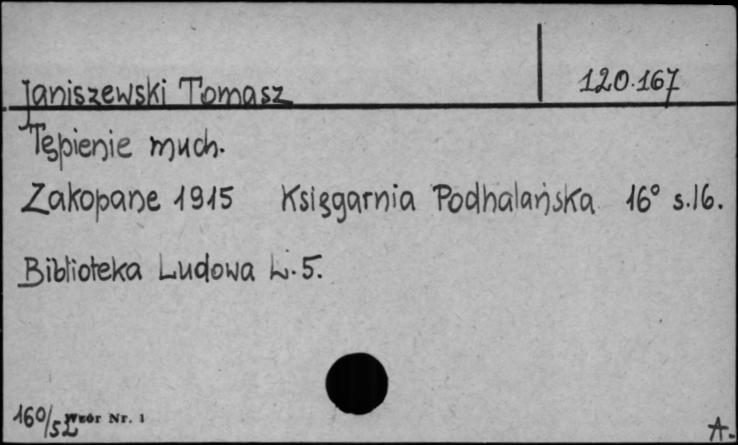 Janiszewski Tomasz 120.167
Tępienie much.
Zakopane 1915 Księgarnia Podhalańska 16° s.16.
Biblioteka Ludowa L. 5.
160/52 Wzór Nr. 1
A.